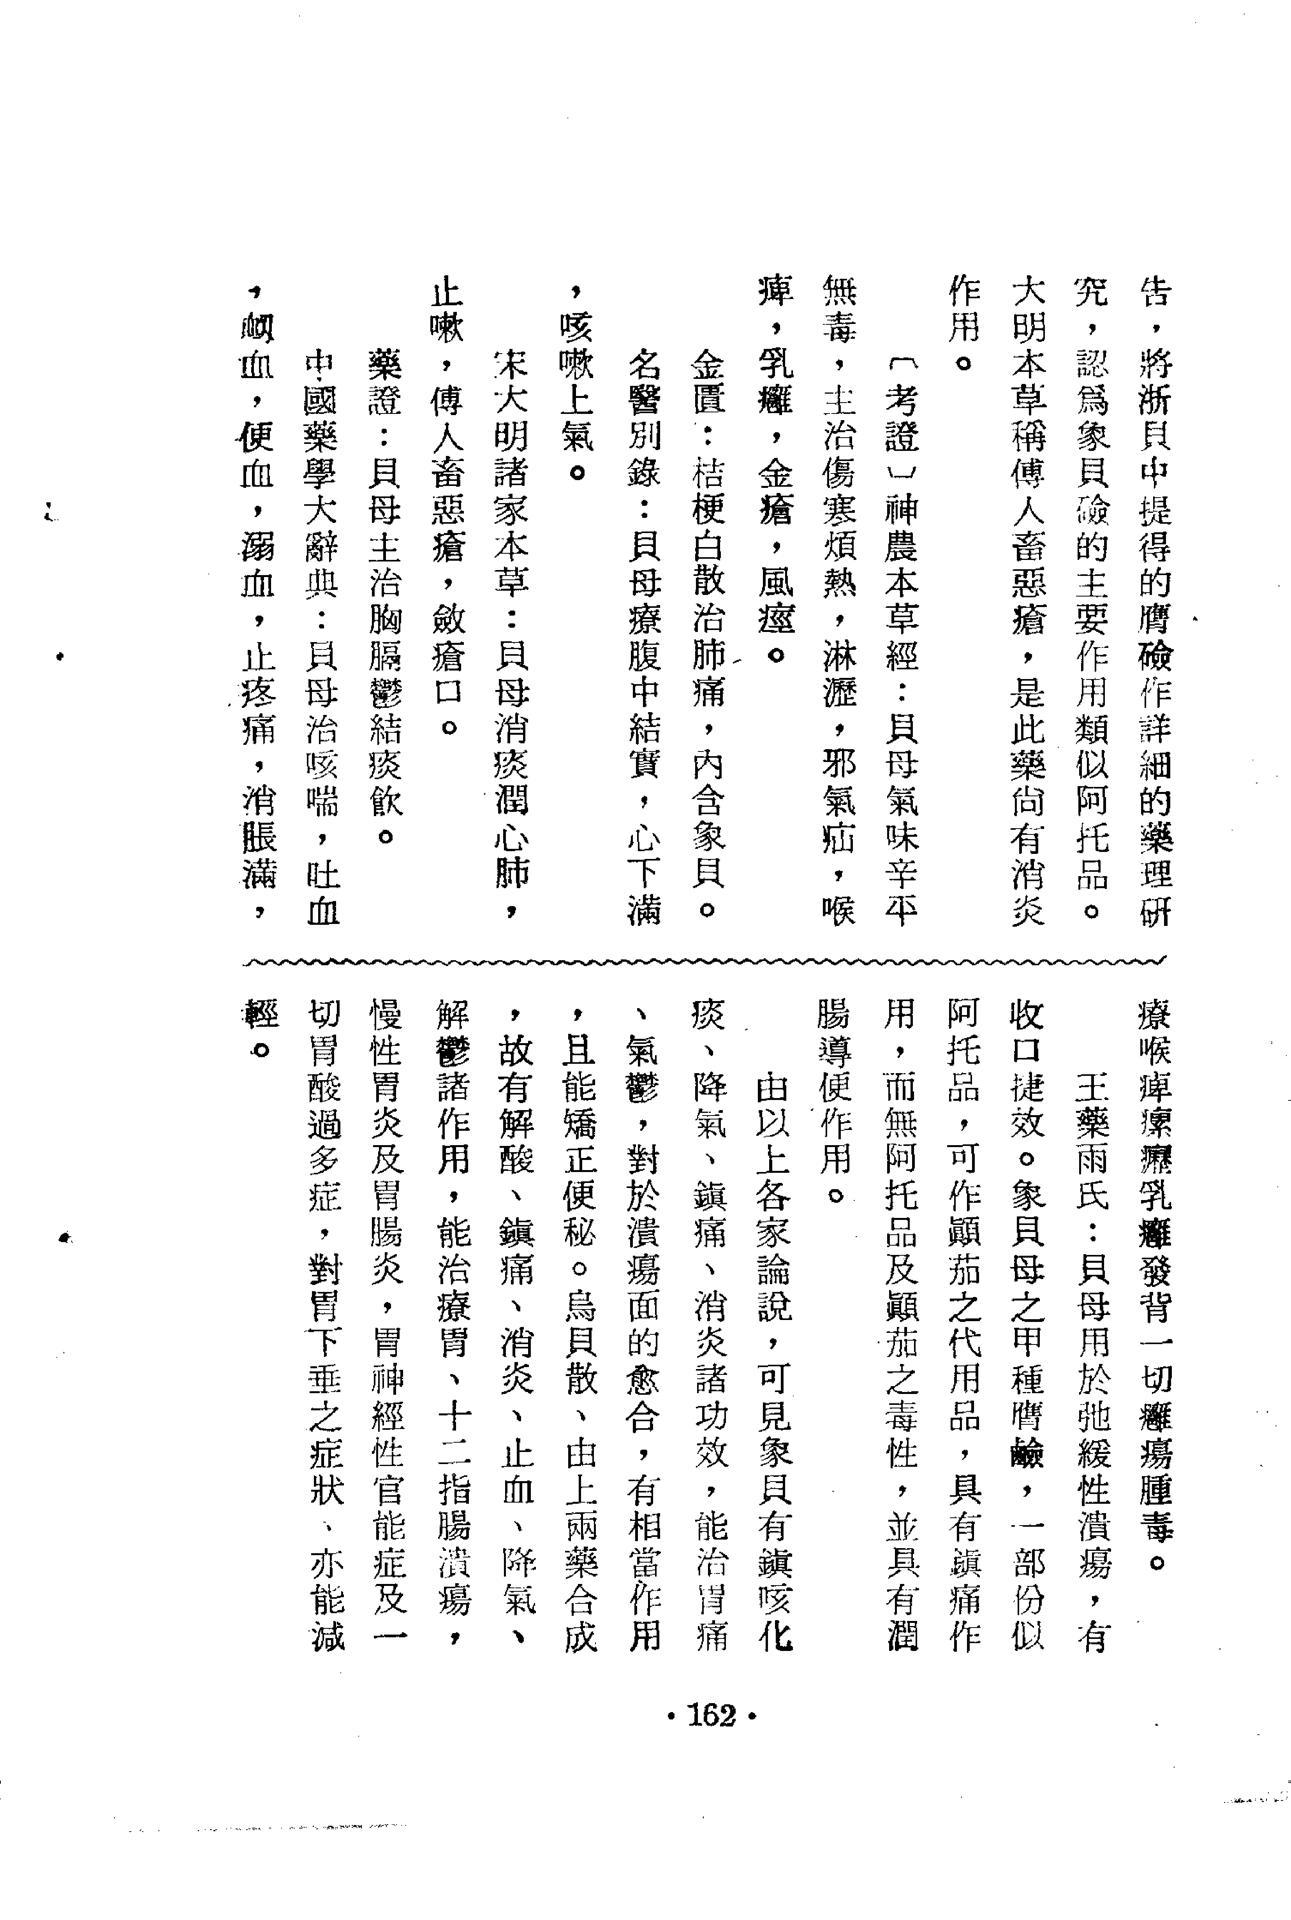 告，將浙貝中提得的贋礆作詳細的藥理研
究，認爲象貝礆的主要作用類似阿托品。
大明本草稱傅人畜惡瘡，是此藥尙有消炎
作用。
〔考證〕神農本草經：貝母氣味辛平
無毒，主治傷寒煩熱，淋瀝，邪氣疝，喉
痺，乳癰，金瘡，風痙。
金匱：桔梗白散治肺痛，內含象貝。
名醫別錄：貝母療腹中結實，心下滿
，咳嗽上氣。
宋大明諸家本草：貝母消痰潤心肺，
止嗽，傅人畜惡瘡，斂瘡口。
藥證：貝母主治胸膈鬱結痰飲。
中國藥學大辭典：貝母治咳喘，吐血
，衂血，便血，溺血，止疼痛，消脹滿，
療喉痺瘰癧乳癰發背一切癰瘍腫毒。
王藥雨氏：貝母用於弛緩性潰瘍，有
收口捷效。象貝母之甲種贋鹼，一部份似
阿托品，可作顚茄之代用品，具有鎭痛作
用，而無阿托品及顚茄之毒性，並具有潤
腸導便作用。
由以上各家論說，可見象貝有鎭咳化
痰、降氣、鎭痛、消炎諸功效，能治胃痛
、氣鬱，對於潰瘍面的愈合，有相當作用
，且能矯正便秘。烏貝散、由上兩藥合成
，故有解酸、鎭痛、消炎、止血、降氣、
解鬱諸作用，能治療胃、十二指腸潰瘍，
慢性胃炎及胃腸炎，胃神經性官能症及一
切胃酸過多症，對胃下垂之症狀、亦能減
輕。
·162·